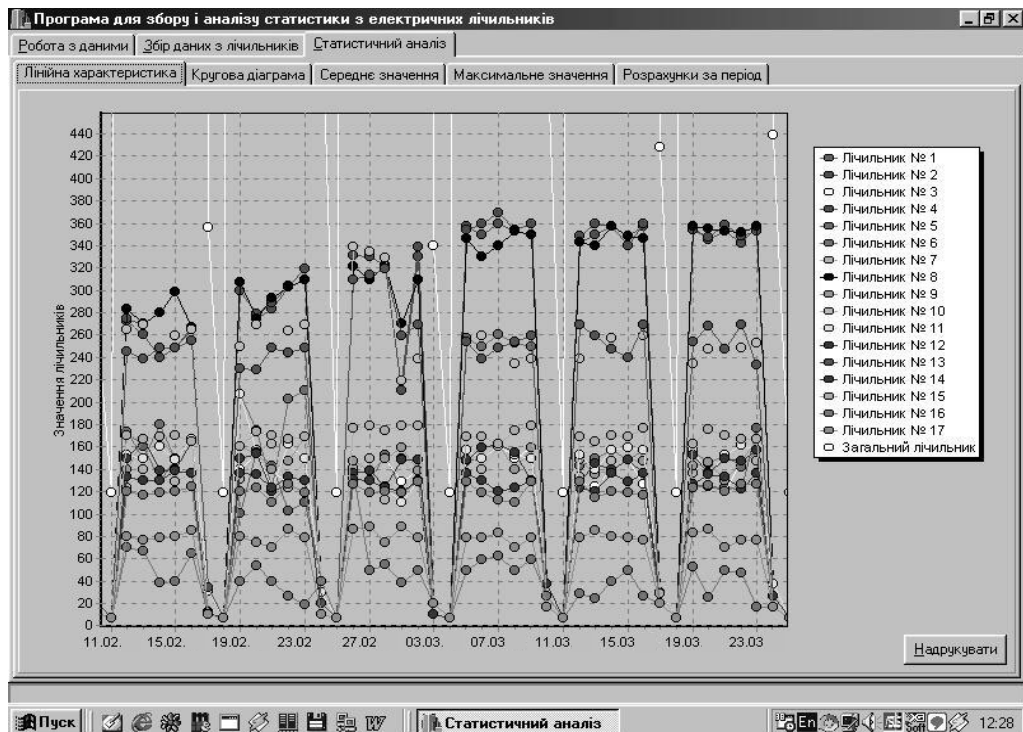 Програма для збору і аналізу статистики з електричних лічильників
Робота з даними Збір даних з лічильників Статистичний аналіз
Лінійна характеристика Кругова діаграма Середнє значення Максимальне значення Розрахунки за період
Значення лічильників
440
420
400
380
360
340
320
300
280
260
240
220
200
180
160
140
120
100
80
60
40
20
0
11.02. 15.02. 19.02. 23.02 27.02 03.03. 07.03 11.03 15.03 19.03 23.03
Лічильник № 1
Лічильник № 2
Лічильник № 3
Лічильник № 4
Лічильник № 5
Лічильник № 6
Лічильник № 7
Лічильник № 8
Лічильник № 9
Лічильник № 10
Лічильник № 11
Лічильник № 12
Лічильник № 13
Лічильник № 14
Лічильник № 15
Лічильник № 16
Лічильник № 17
Загальний лічильник
Надрукувати
Пуск Статистичний аналіз En 12:28